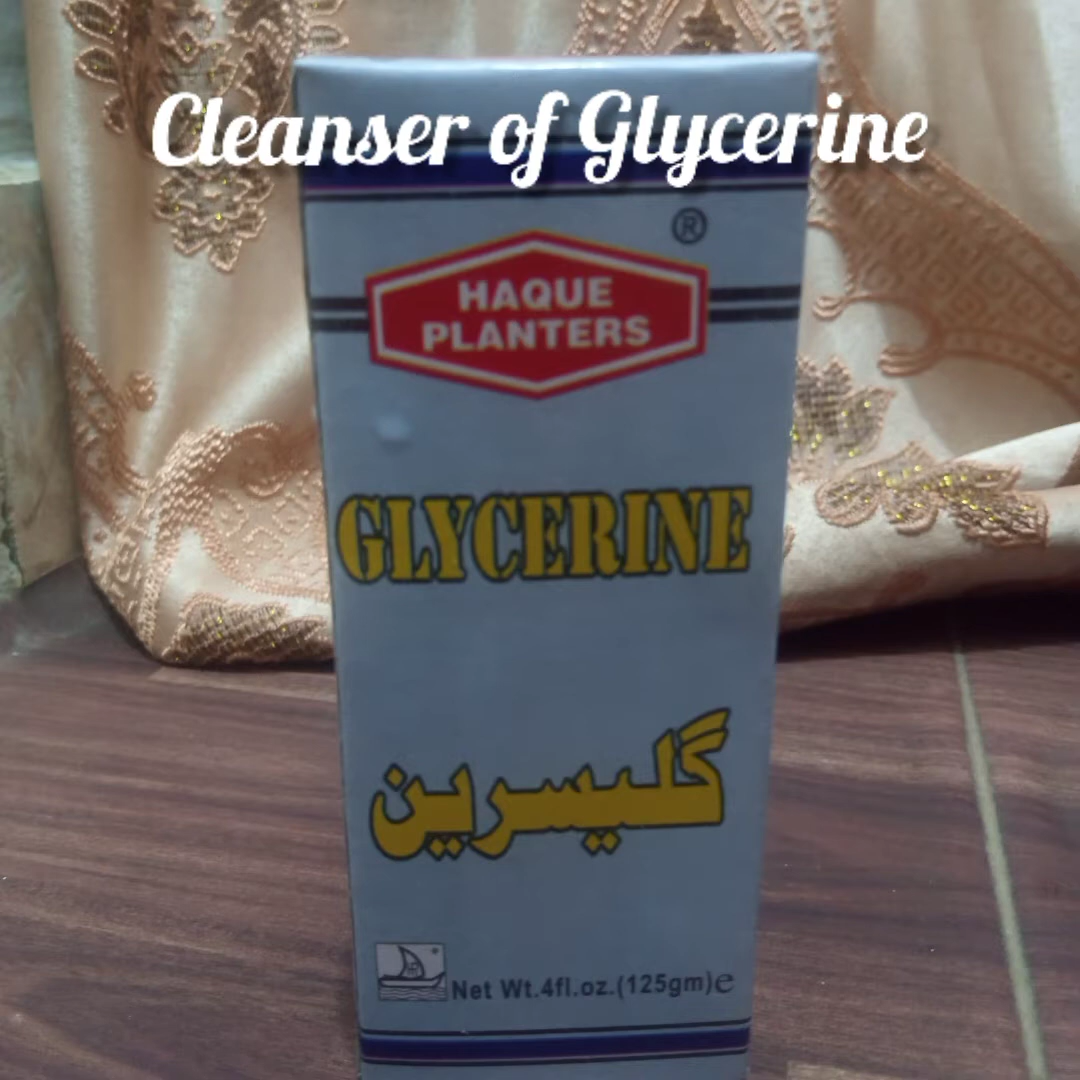 Cleanser of Glycerine
®
HAQUE
PLANTERS
GLYCERINE
گلیسرین
Net Wt.4fl.oz.(125gm)e